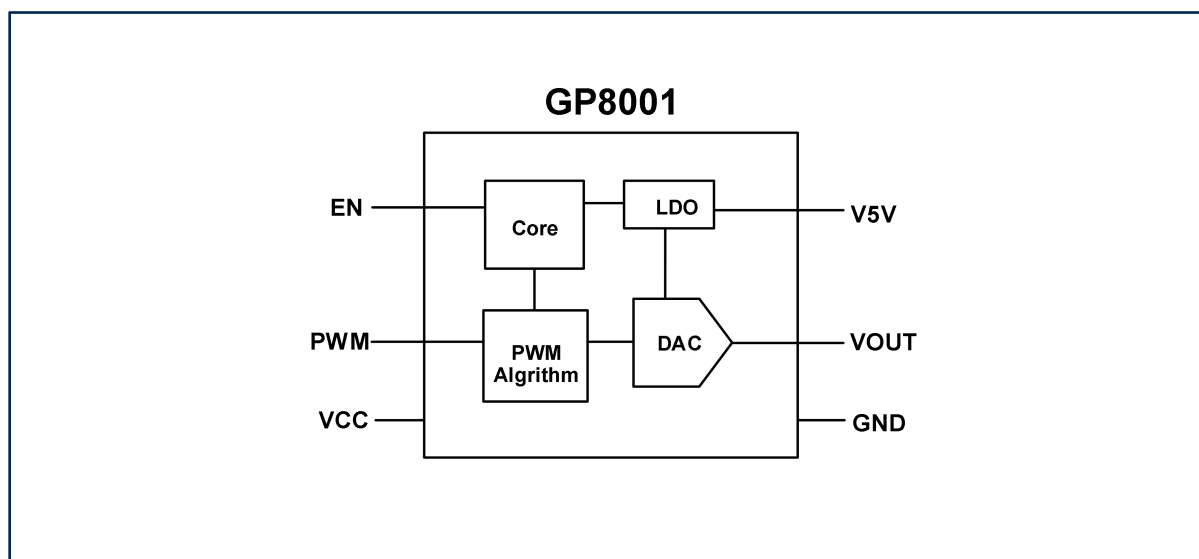 GP8001
EN
Core
LDO
V5V
PWM
PWM
Algrithm
DAC
VOUT
VCC
GND